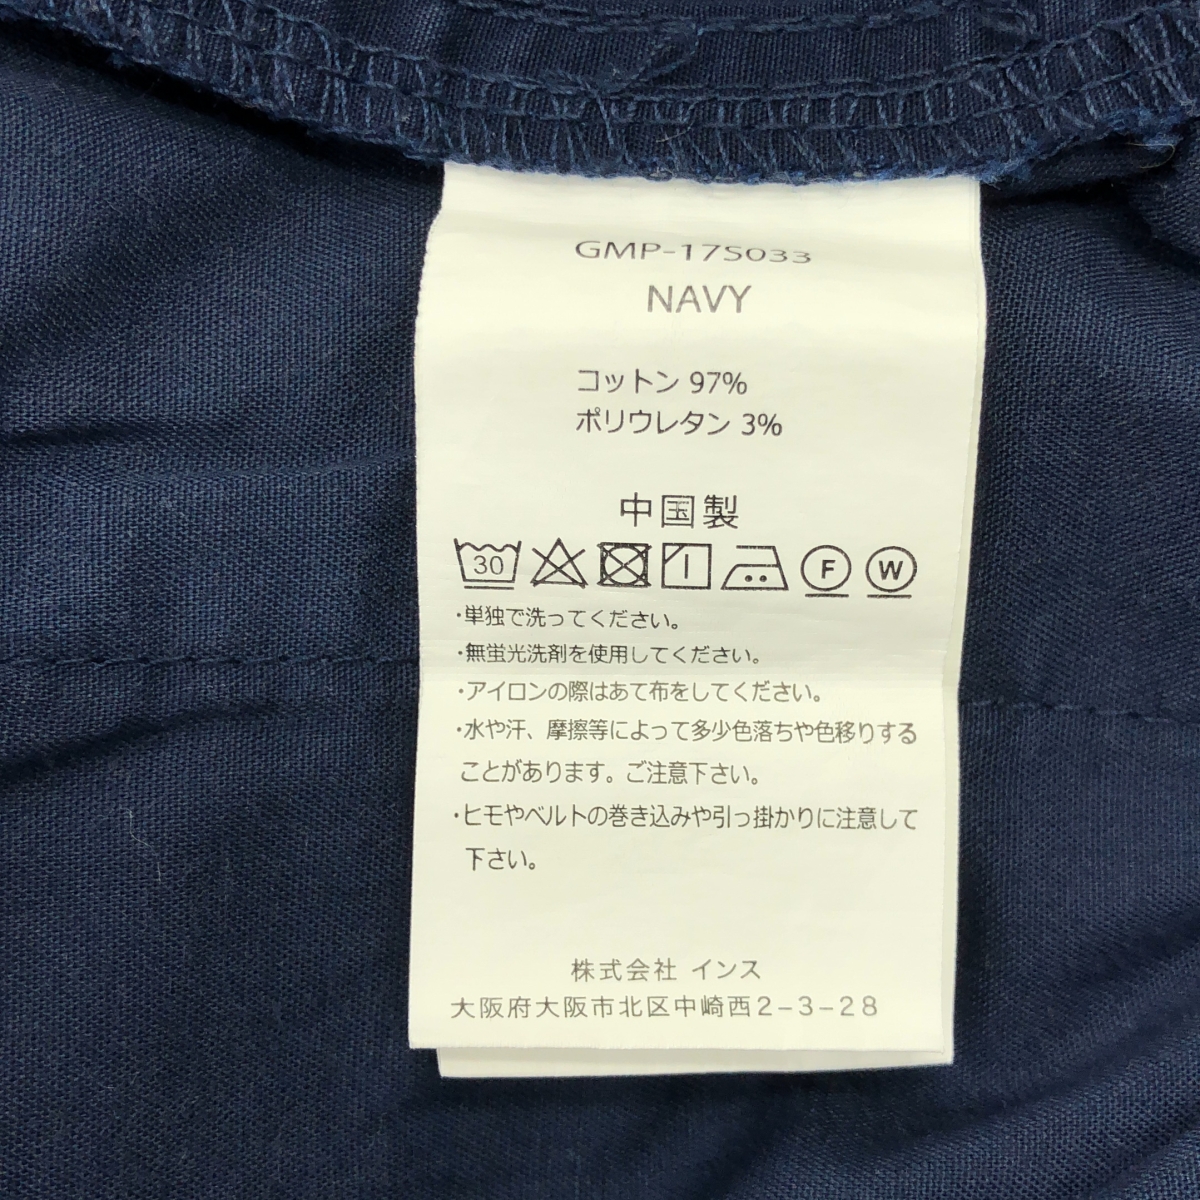 GMP-17S033
NAVY
コットン 97%
ポリウレタン 3%
中国製
30 F W
・単独で洗ってください。
・無蛍光洗剤を使用してください。
・アイロンの際はあて布をしてください。
・水や汗、摩擦等によって多少色落ちや色移りする
ことがあります。ご注意下さい。
・ヒモやベルトの巻き込みや引っ掛かりに注意して
下さい。
株式会社 インス
大阪府大阪市北区中崎西2-3-28